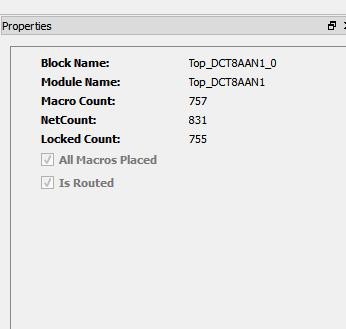 Properties
Block Name: Top_DCT8AAN1_0
Module Name: Top_DCT8AAN1
Macro Count: 757
NetCount: 831
Locked Count: 755
All Macros Placed
Is Routed